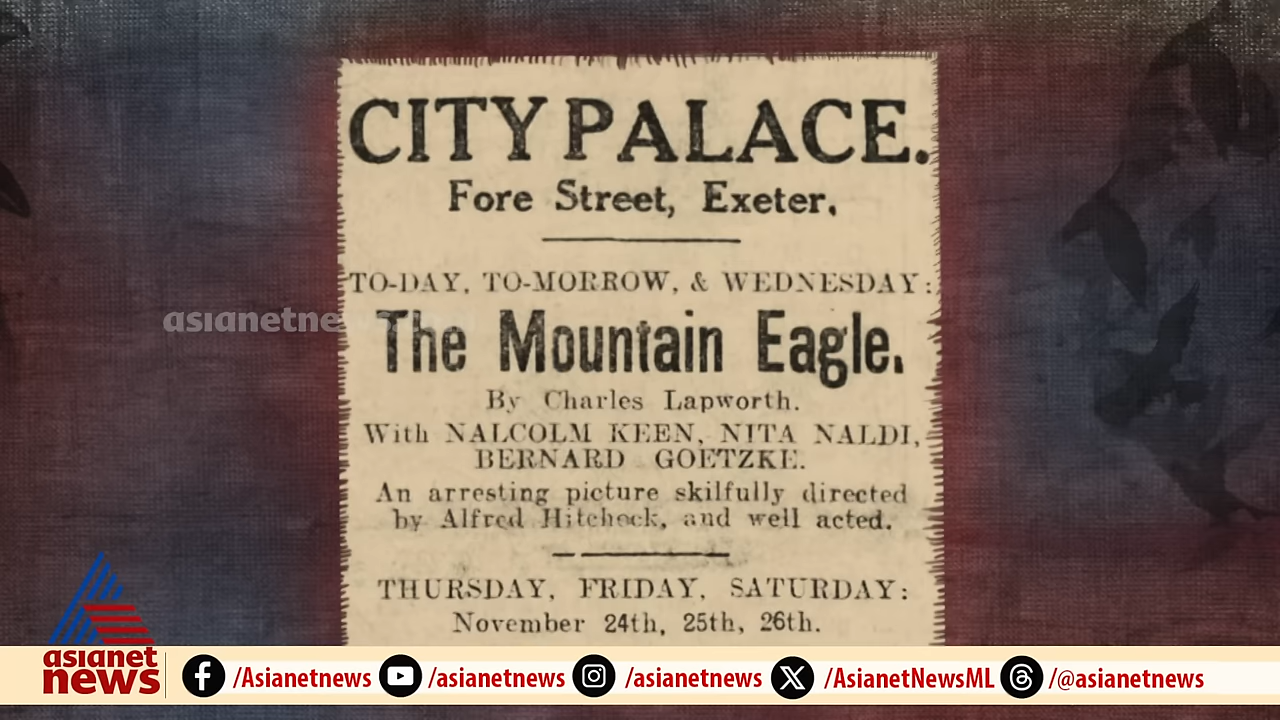 CITY PALACE.
Fore Street, Exeter.
TO-DAY, TO-MORROW, & WEDNESDAY:
asianetne
The Mountain Eagle.
By Charles Lapworth.
With NALCOLM KEEN, NITA NALDI,
BERNARD GOETZKE.
An arresting picture skilfully directed
by Alfred Hitchock, and well acted.
THURSDAY, FRIDAY, SATURDAY:
November 24th, 25th, 26th.
asianet
news
/Asianetnews /asianetnews /asianetnews /AsianetNewsML /@asianetnews